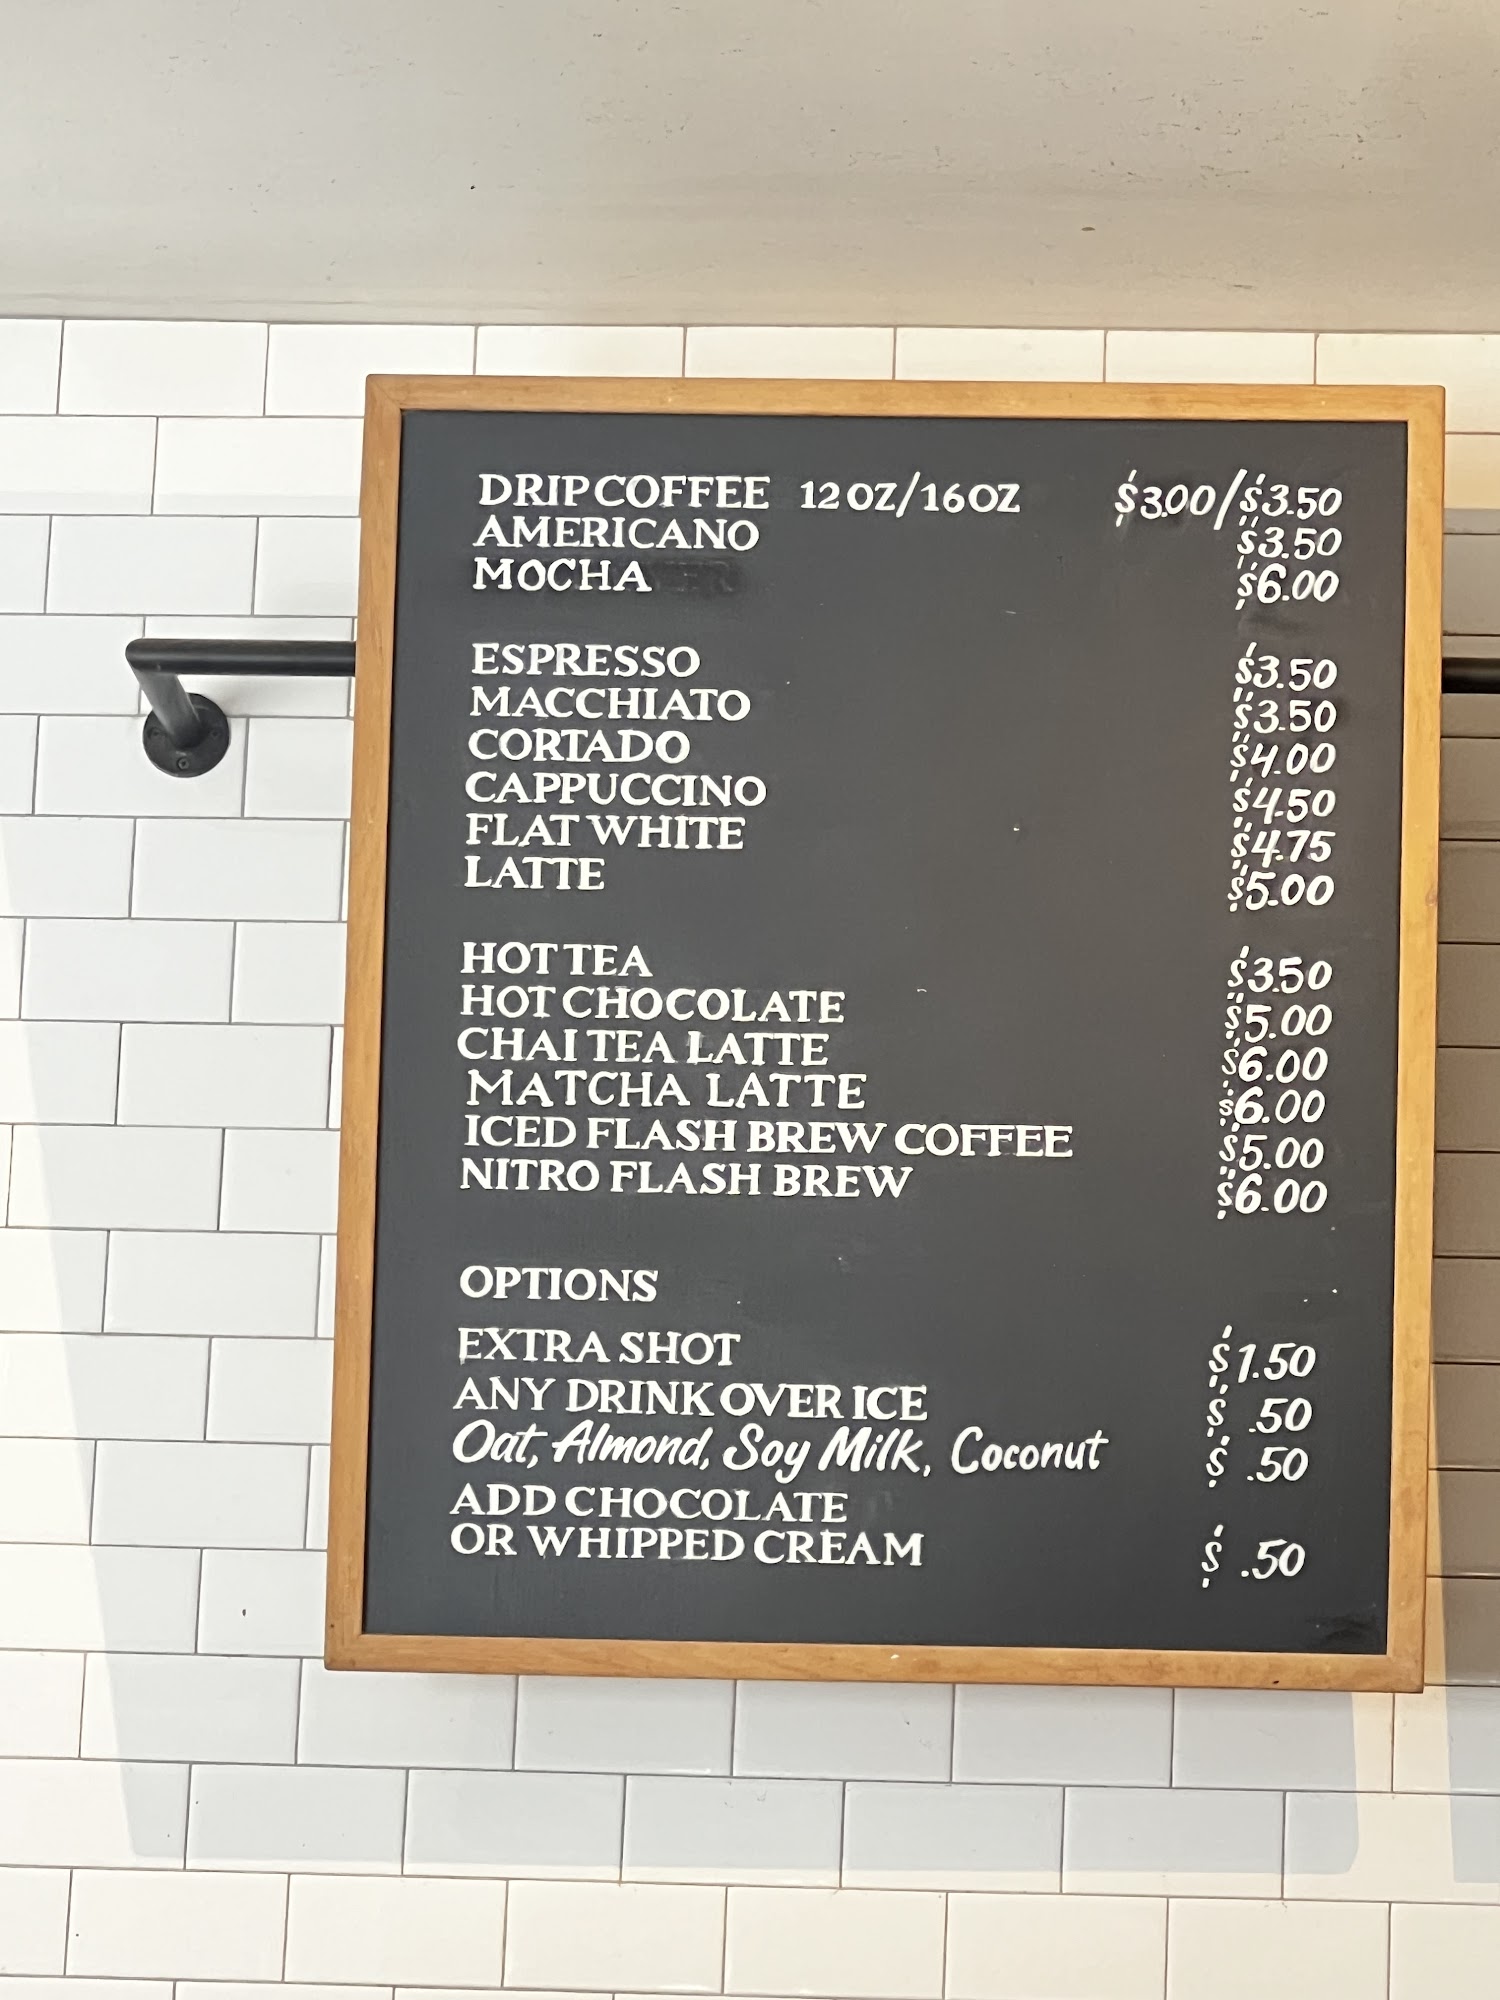 DRIP COFFEE 12 OZ/16 OZ $3.00/$3.50
AMERICANO $3.50
MOCHA $6.00
ESPRESSO $3.50
MACCHIATO $3.50
CORTADO $4.00
CAPPUCCINO $4.50
FLAT WHITE $4.75
LATTE $5.00
HOT TEA $3.50
HOT CHOCOLATE $5.00
CHAI TEA LATTE $6.00
MATCHA LATTE $6.00
ICED FLASH BREW COFFEE $5.00
NITRO FLASH BREW $6.00
OPTIONS
EXTRA SHOT $1.50
ANY DRINK OVER ICE $ .50
Oat, Almond, Soy Milk, Coconut $ .50
ADD CHOCOLATE
OR WHIPPED CREAM $ .50